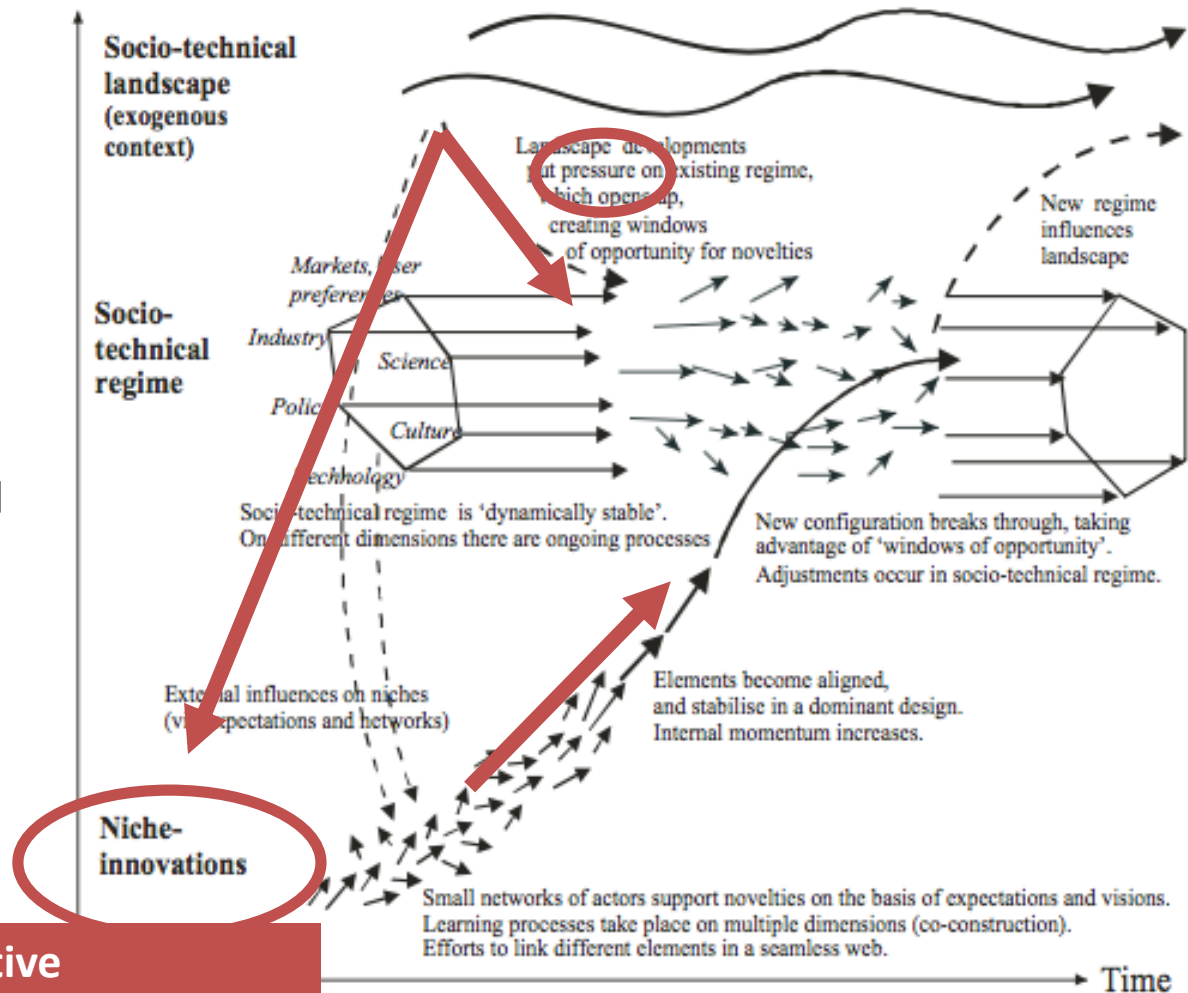 Socio-technical
landscape
(exogenous
context)
Landscape developments
put pressure on existing regime,
which opens up,
creating windows
of opportunity for novelties
New regime
influences
landscape
Markets, user
preferences
Industry
Science
Policy
Culture
Technology
Socio-
technical
regime
Socio-technical regime is ‘dynamically stable’.
On different dimensions there are ongoing processes
New configuration breaks through, taking
advantage of ‘windows of opportunity’.
Adjustments occur in socio-technical regime.
External influences on niches
(via expectations and networks)
Elements become aligned,
and stabilise in a dominant design.
Internal momentum increases.
Niche-
innovations
Small networks of actors support novelties on the basis of expectations and visions.
Learning processes take place on multiple dimensions (co-construction).
Efforts to link different elements in a seamless web.
tive
Time